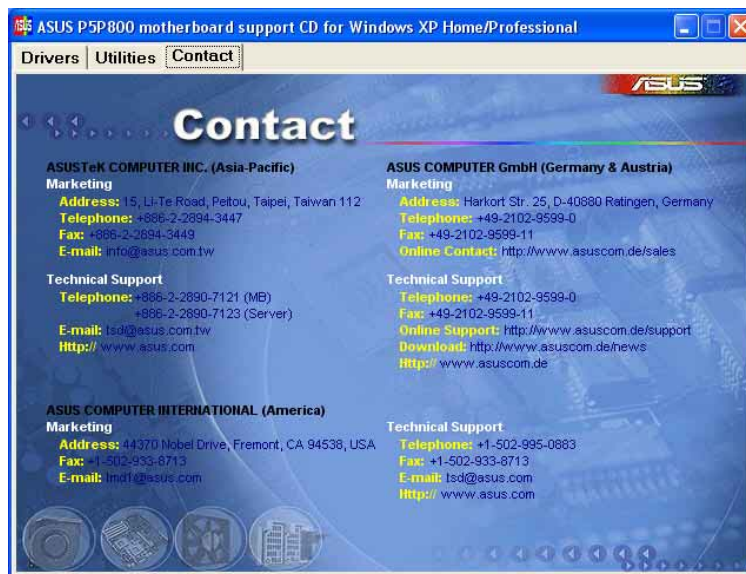 ASUS P5P800 motherboard support CD for Windows XP Home/Professional
Drivers Utilities Contact
ASUS
Contact
ASUSTeK COMPUTER INC. (Asia-Pacific)
Marketing
Address: 15, Li-Te Road, Peitou, Taipei, Taiwan 112
Telephone: +886-2-2894-3447
Fax: +886-2-2894-3449
E-mail: info@asus.com.tw
Technical Support
Telephone: +886-2-2890-7121 (MB)
+886-2-2890-7123 (Server)
E-mail: tsd@asus.com.tw
Http:// www.asus.com
ASUS COMPUTER GmbH (Germany & Austria)
Marketing
Address: Harkort Str. 25, D-40880 Ratingen, Germany
Telephone: +49-2102-9599-0
Fax: +49-2102-9599-11
Online Contact: http://www.asuscom.de/sales
Technical Support
Telephone: +49-2102-9599-0
Fax: +49-2102-9599-11
Online Support: http://www.asuscom.de/support
Download: http://www.asuscom.de/news
Http:// www.asuscom.de
ASUS COMPUTER INTERNATIONAL (America)
Marketing
Address: 44370 Nobel Drive, Fremont, CA 94538, USA
Fax: +1-502-933-8713
E-mail: tmd1@asus.com
Technical Support
Telephone: +1-502-995-0883
Fax: +1-502-933-8713
E-mail: tsd@asus.com
Http:// www.asus.com